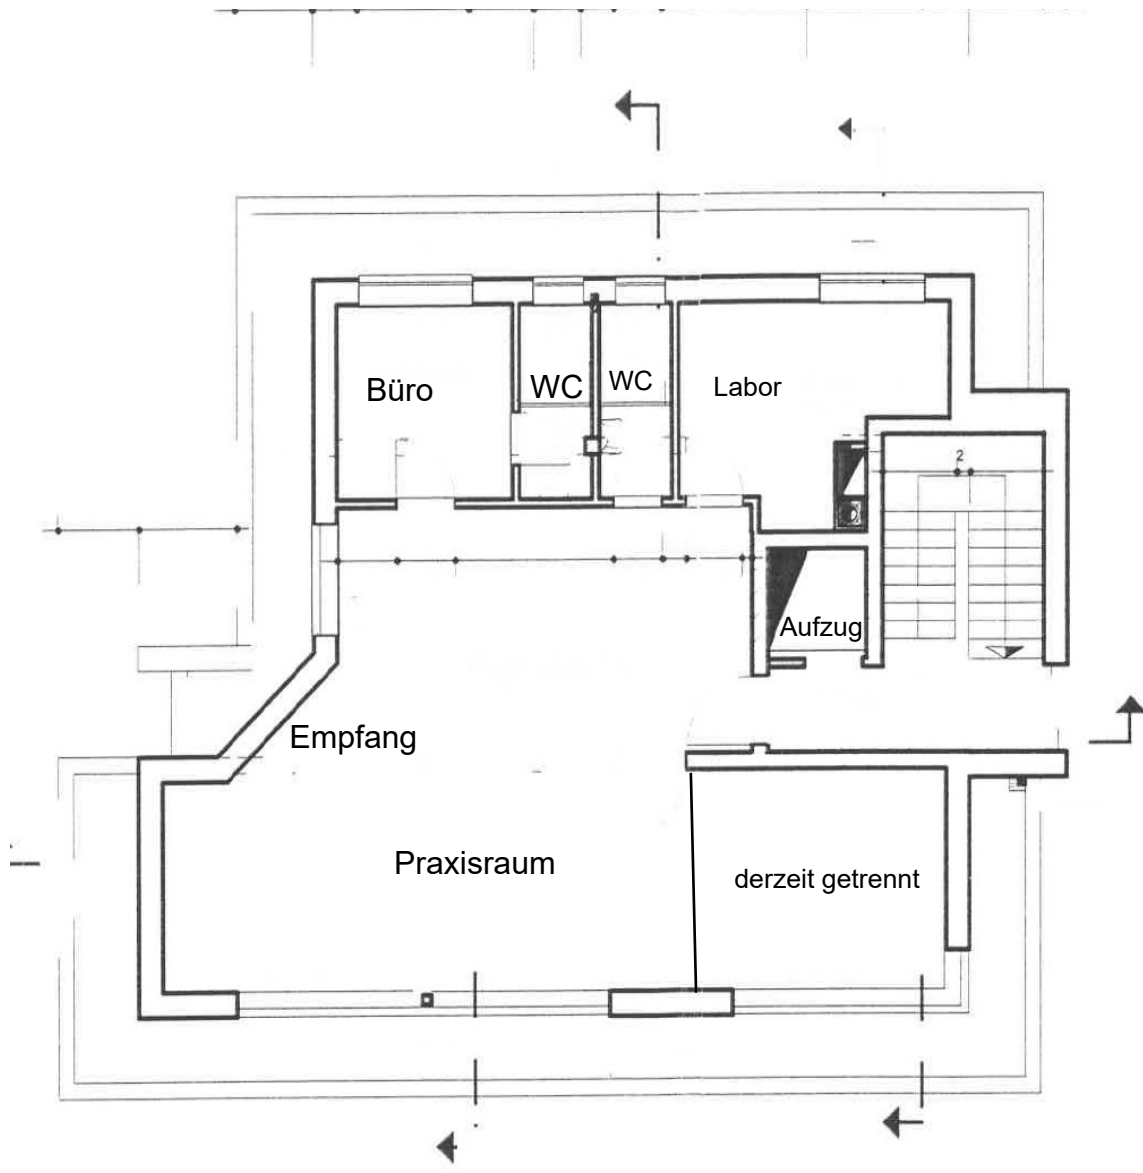 Büro
WC
WC
Labor
2
Aufzug
Empfang
Praxisraum
derzeit getrennt